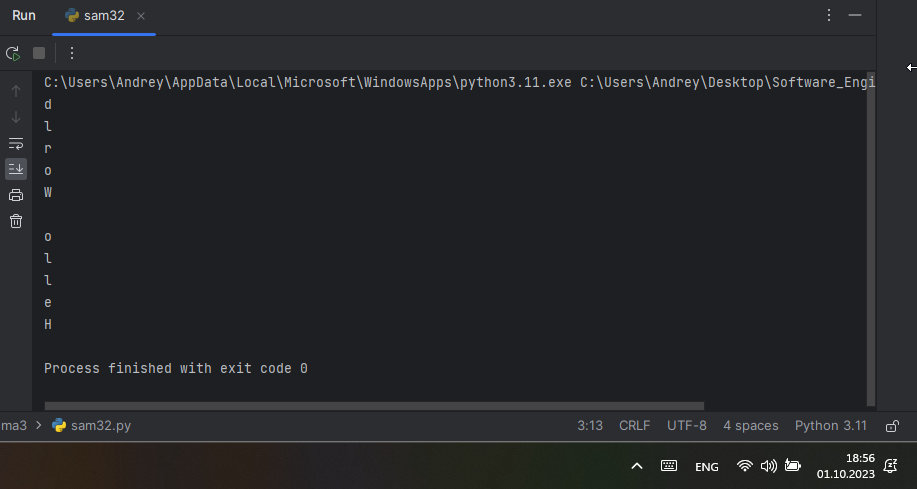 Run sam32
C:\Users\Andrey\AppData\Local\Microsoft\WindowsApps\python3.11.exe C:\Users\Andrey\Desktop\Software_Engi
d
l
r
o
W
o
l
l
e
H
Process finished with exit code 0
ma3 > sam32.py 3:13 CRLF UTF-8 4 spaces Python 3.11
ENG 18:56
01.10.2023